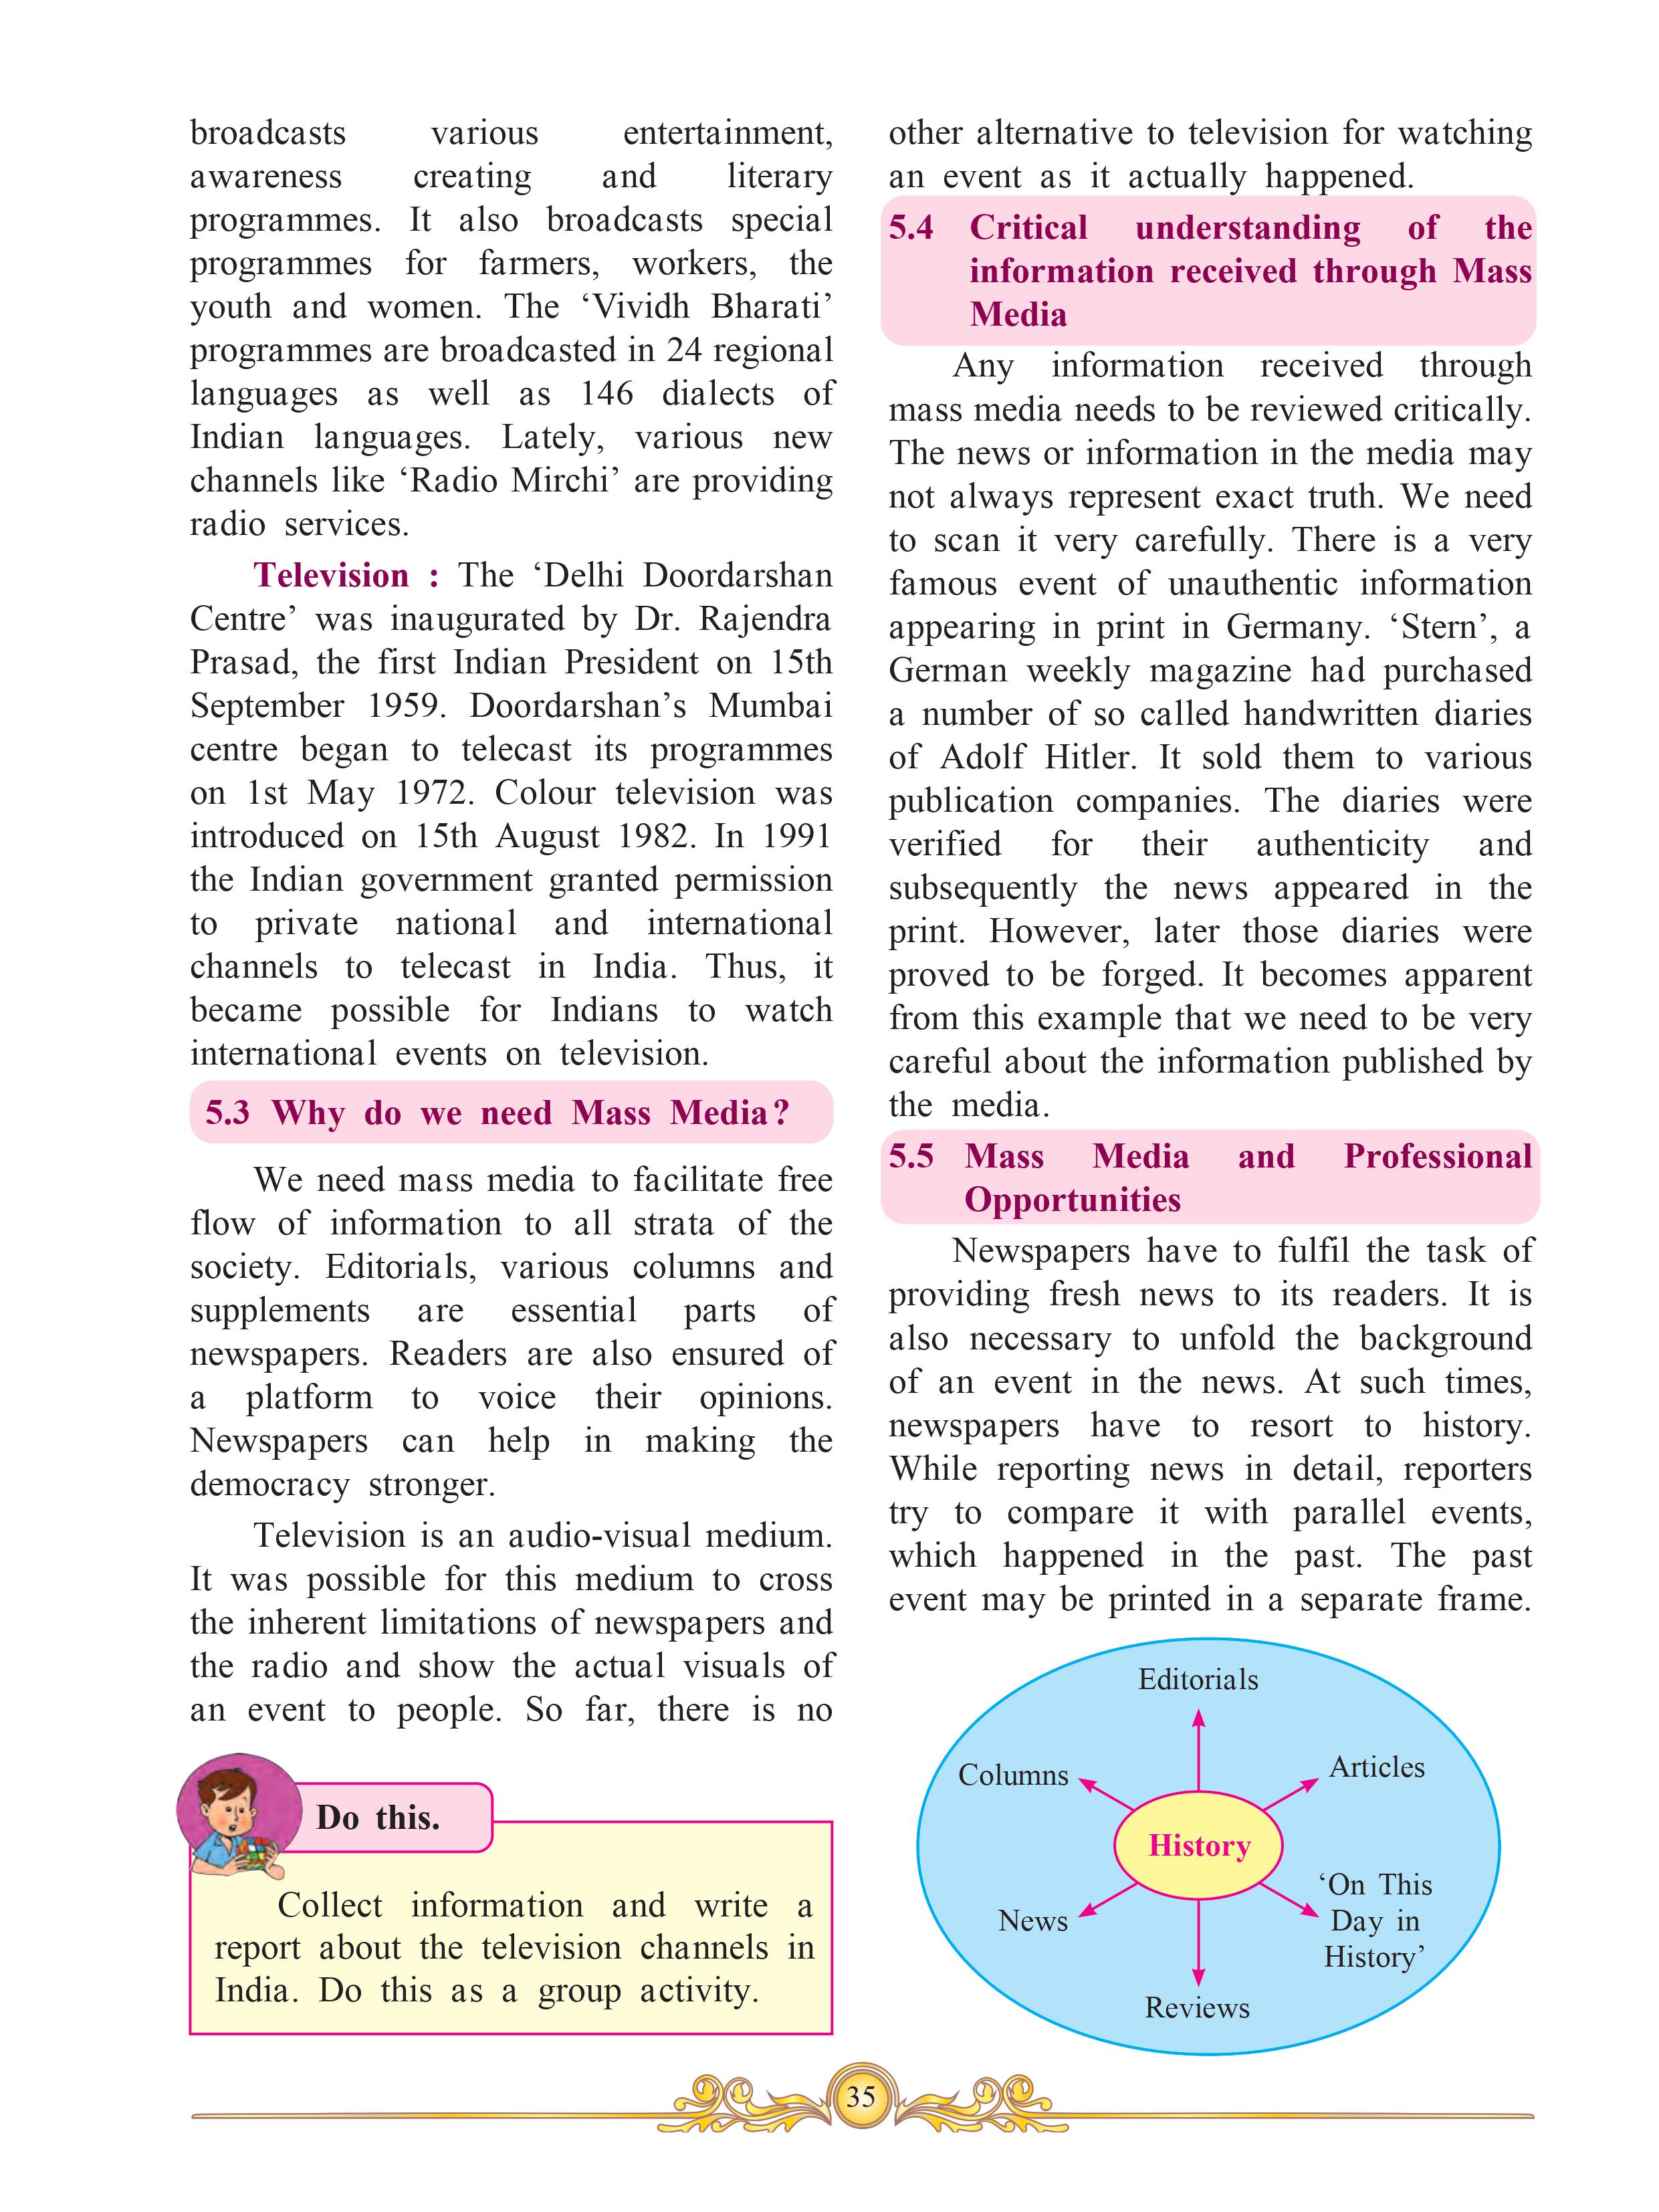 broadcasts various entertainment,
awareness creating and literary
programmes. It also broadcasts special
programmes for farmers, workers, the
youth and women. The ‘Vividh Bharati’
programmes are broadcasted in 24 regional
languages as well as 146 dialects of
Indian languages. Lately, various new
channels like ‘Radio Mirchi’ are providing
radio services.
Television : The ‘Delhi Doordarshan
Centre’ was inaugurated by Dr. Rajendra
Prasad, the first Indian President on 15th
September 1959. Doordarshan’s Mumbai
centre began to telecast its programmes
on 1st May 1972. Colour television was
introduced on 15th August 1982. In 1991
the Indian government granted permission
to private national and international
channels to telecast in India. Thus, it
became possible for Indians to watch
international events on television.
5.3 Why do we need Mass Media?
We need mass media to facilitate free
flow of information to all strata of the
society. Editorials, various columns and
supplements are essential parts of
newspapers. Readers are also ensured of
a platform to voice their opinions.
Newspapers can help in making the
democracy stronger.
Television is an audio-visual medium.
It was possible for this medium to cross
the inherent limitations of newspapers and
the radio and show the actual visuals of
an event to people. So far, there is no
Do this.
Collect information and write a
report about the television channels in
India. Do this as a group activity.
other alternative to television for watching
an event as it actually happened.
5.4 Critical understanding of the
information received through Mass
Media
Any information received through
mass media needs to be reviewed critically.
The news or information in the media may
not always represent exact truth. We need
to scan it very carefully. There is a very
famous event of unauthentic information
appearing in print in Germany. ‘Stern’, a
German weekly magazine had purchased
a number of so called handwritten diaries
of Adolf Hitler. It sold them to various
publication companies. The diaries were
verified for their authenticity and
subsequently the news appeared in the
print. However, later those diaries were
proved to be forged. It becomes apparent
from this example that we need to be very
careful about the information published by
the media.
5.5 Mass Media and Professional
Opportunities
Newspapers have to fulfil the task of
providing fresh news to its readers. It is
also necessary to unfold the background
of an event in the news. At such times,
newspapers have to resort to history.
While reporting news in detail, reporters
try to compare it with parallel events,
which happened in the past. The past
event may be printed in a separate frame.
Editorials
Columns
Articles
History
News
‘On This
Day in
History’
Reviews
35